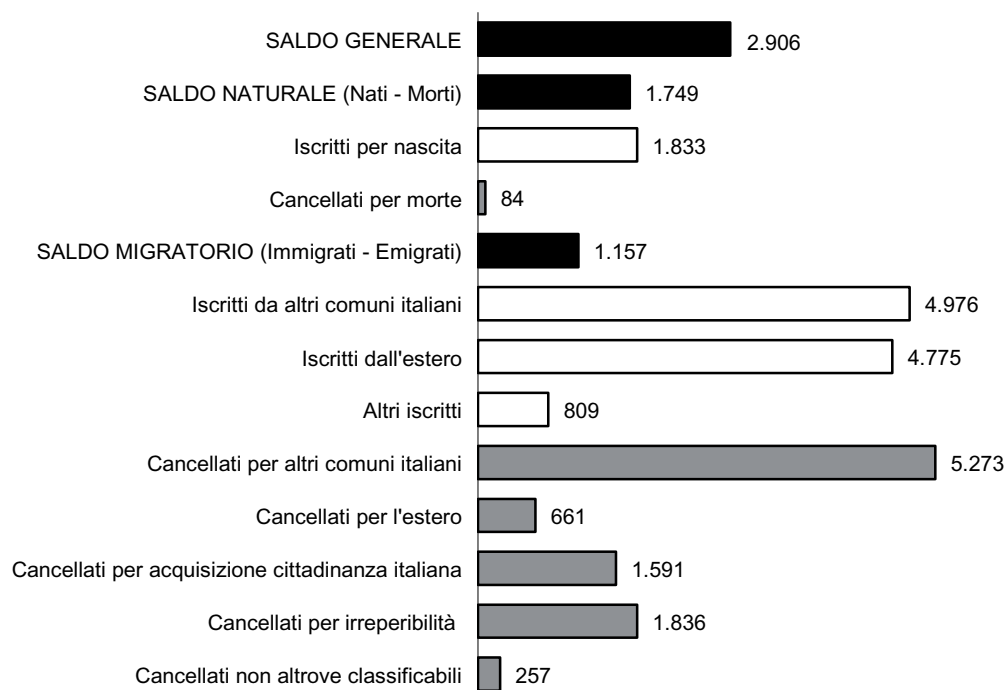 SALDO GENERALE 2.906
SALDO NATURALE (Nati - Morti) 1.749
Iscritti per nascita 1.833
Cancellati per morte 84
SALDO MIGRATORIO (Immigrati - Emigrati) 1.157
Iscritti da altri comuni italiani 4.976
Iscritti dall'estero 4.775
Altri iscritti 809
Cancellati per altri comuni italiani 5.273
Cancellati per l'estero 661
Cancellati per acquisizione cittadinanza italiana 1.591
Cancellati per irreperibilità 1.836
Cancellati non altrove classificabili 257